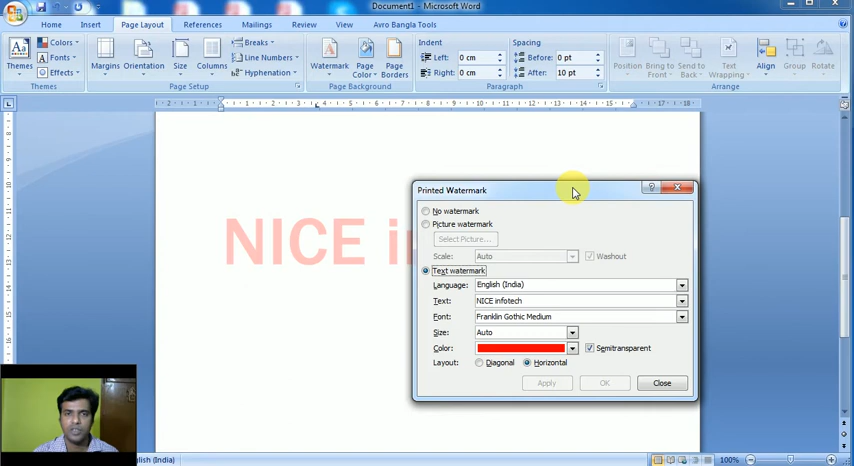 Document1 - Microsoft Word
Home Insert Page Layout References Mailings Review View Avro Bangla Tools
Themes Colors Fonts Effects
Themes
Margins Orientation Size Columns Breaks Line Numbers Hyphenation
Page Setup
Watermark Page Color Page Borders
Page Background
Indent Spacing
Left: 0 cm Before: 0 pt
Right: 0 cm After: 10 pt
Paragraph
Position Bring to Front Send to Back Text Wrapping Align Group Rotate
Arrange
NICE
Printed Watermark
No watermark
Picture watermark
Select Picture...
Scale: Auto Washout
Text watermark
Language: English (India)
Text: NICE infotech
Font: Franklin Gothic Medium
Size: Auto
Color: Semitransparent
Layout: Diagonal Horizontal
Apply OK Close
(India) 100%